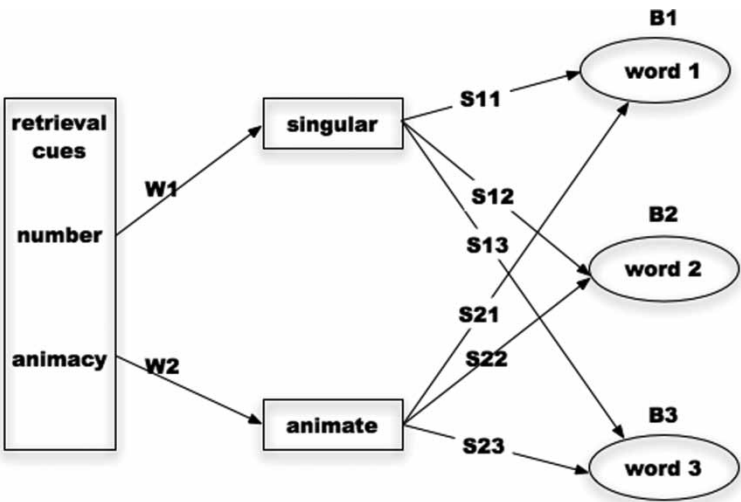 B1
word 1
retrieval
cues
singular
S11
W1
S12
number
S13
B2
word 2
S21
animacy
W2
S22
B3
animate
S23
word 3